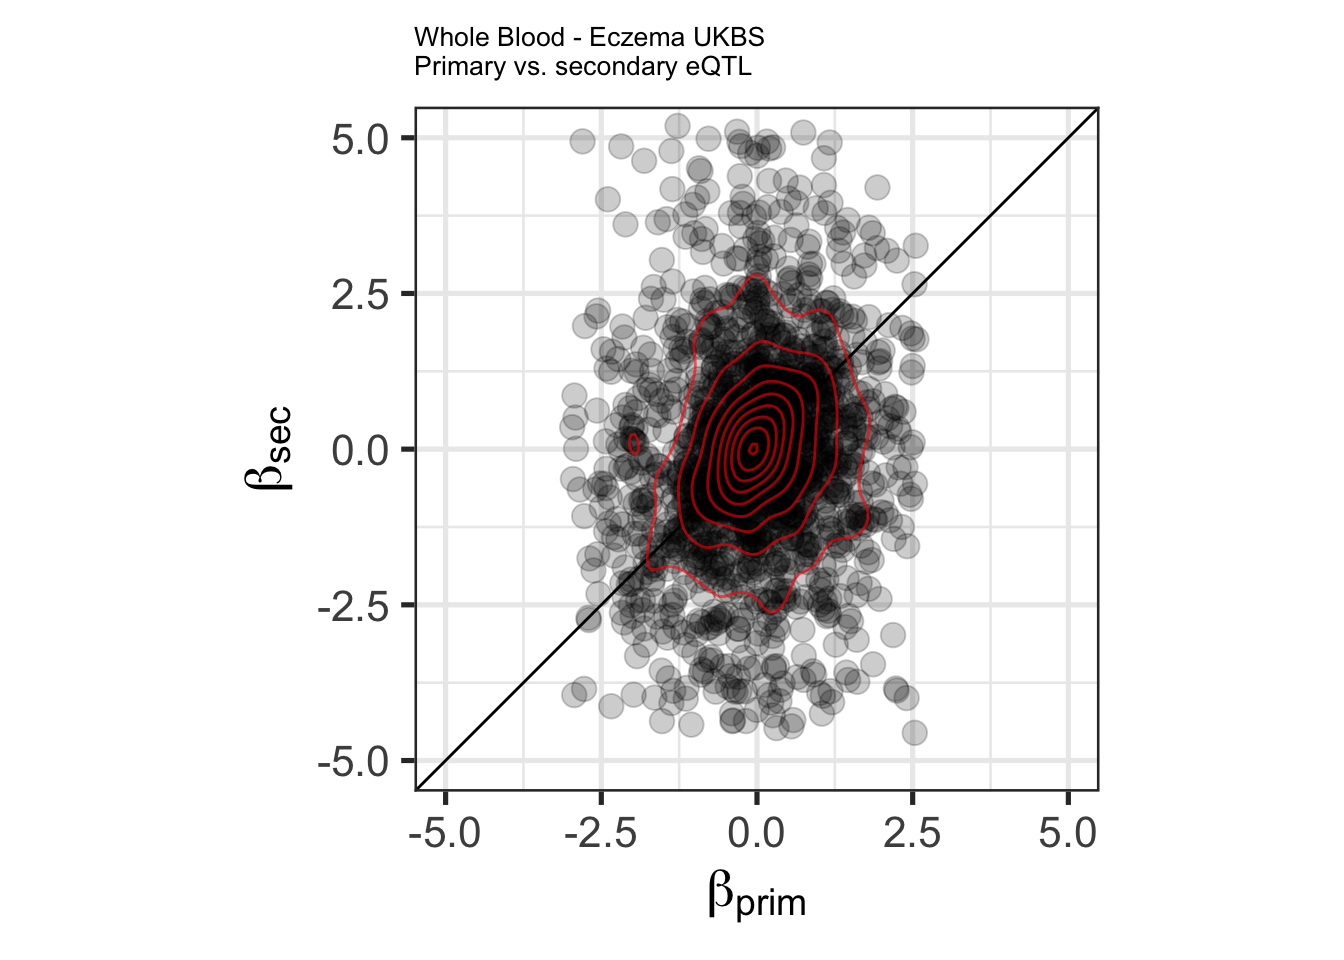 Whole Blood - Eczema UKBS
Primary vs. secondary eQTL
5.0
2.5
0.0
-2.5
-5.0
βsec
-5.0 -2.5 0.0 2.5 5.0
βprim